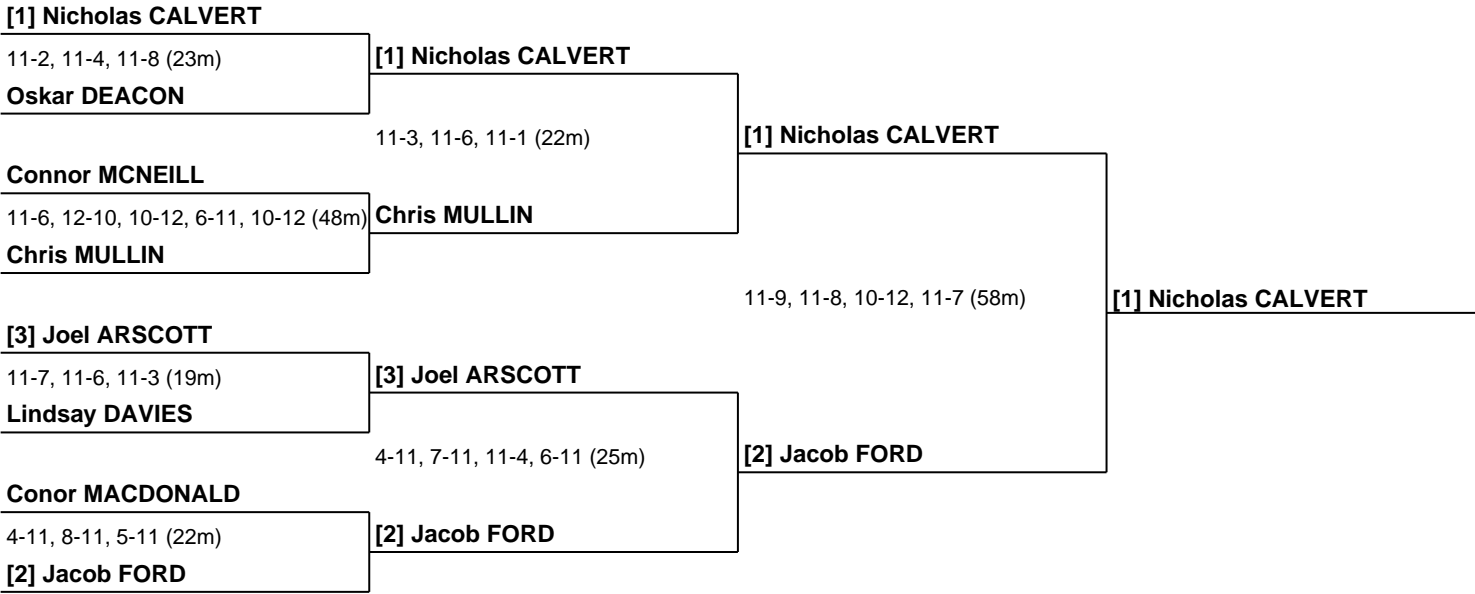 [1] Nicholas CALVERT
11-2, 11-4, 11-8 (23m)
Oskar DEACON
[1] Nicholas CALVERT
11-3, 11-6, 11-1 (22m)
[1] Nicholas CALVERT
Connor MCNEILL
11-6, 12-10, 10-12, 6-11, 10-12 (48m)
Chris MULLIN
Chris MULLIN
11-9, 11-8, 10-12, 11-7 (58m)
[1] Nicholas CALVERT
[3] Joel ARSCOTT
11-7, 11-6, 11-3 (19m)
Lindsay DAVIES
[3] Joel ARSCOTT
4-11, 7-11, 11-4, 6-11 (25m)
[2] Jacob FORD
Conor MACDONALD
4-11, 8-11, 5-11 (22m)
[2] Jacob FORD
[2] Jacob FORD